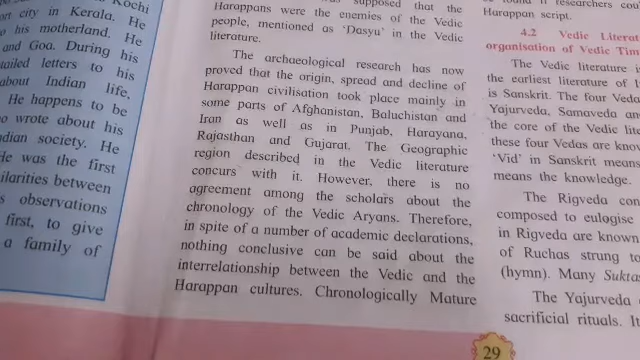 Kochi
ort city in Kerala. He
his motherland. He
and Goa. During his
tailed letters to his
about Indian life,
He happens to be
o wrote about his
ndian society. He
He was the first
ilarities between
s observations
first, to give
a family of
supposed that the
Harappans were the enemies of the Vedic
people, mentioned as 'Dasyu' in the Vedic
literature.
The archaeological research has now
proved that the origin, spread and decline of
Harappan civilisation took place mainly in
some parts of Afghanistan, Baluchistan and
Iran as well as in Punjab, Harayana,
Rajasthan and Gujarat. The Geographic
region described in the Vedic literature
concurs with it. However, there is no
agreement among the scholars about the
chronology of the Vedic Aryans. Therefore,
in spite of a number of academic declarations,
nothing conclusive can be said about the
interrelationship between the Vedic and the
Harappan cultures. Chronologically Mature
researchers cou
Harappan script.
4.2 Vedic Literat
organisation of Vedic Tim
The Vedic literature i
the earliest literature of I
is Sanskrit. The four Veda
Yajurveda, Samaveda an
the core of the Vedic lite
these four Vedas are know
'Vid' in Sanskrit means
means the knowledge.
The Rigveda con
composed to eulogise
in Rigveda are known
of Ruchas strung to
(hymn). Many Sukta
The Yajurveda
sacrificial rituals. It
29